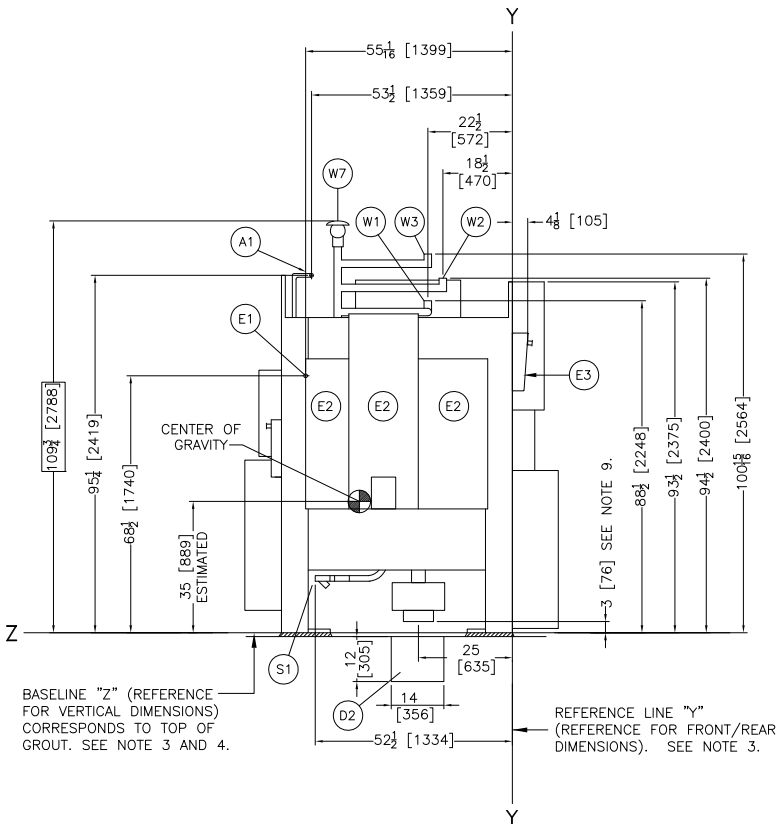 Y
55 1/16 [1399]
53 1/2 [1359]
22 1/2
[572]
18 1/2
[470]
W7
4 1/8 [105]
W1
W3
W2
A1
E1
E3
E2
E2
E2
CENTER OF
GRAVITY
109 3/4 [2788]
95 1/4 [2419]
68 1/2 [1740]
35 [889]
ESTIMATED
3 [76] SEE NOTE 9.
88 1/2 [2248]
93 1/2 [2375]
94 1/2 [2400]
100 15/16 [2564]
Z
S1
12
[305]
25
[635]
D2
14
[356]
52 1/2 [1334]
BASELINE "Z" (REFERENCE
FOR VERTICAL DIMENSIONS)
CORRESPONDS TO TOP OF
GROUT. SEE NOTE 3 AND 4.
REFERENCE LINE "Y"
(REFERENCE FOR FRONT/REAR
DIMENSIONS). SEE NOTE 3.
Y